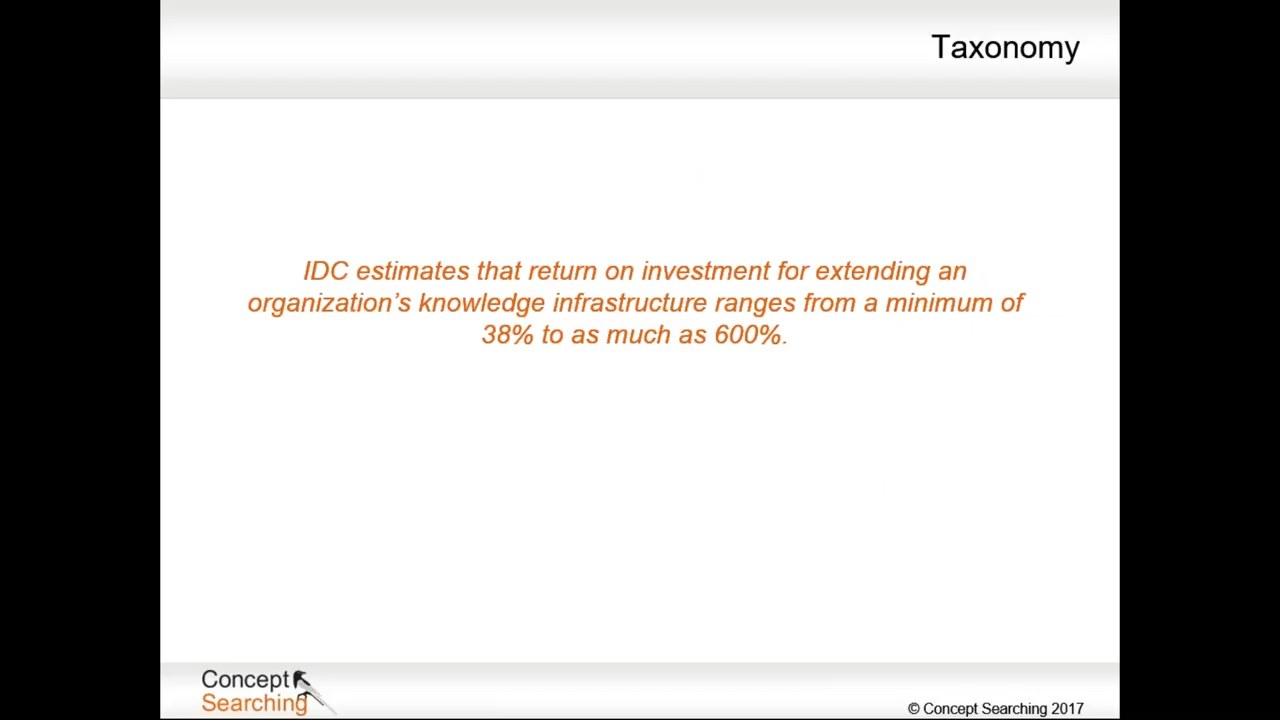 Taxonomy
IDC estimates that return on investment for extending an
organization’s knowledge infrastructure ranges from a minimum of
38% to as much as 600%.
Concept
Searching
© Concept Searching 2017